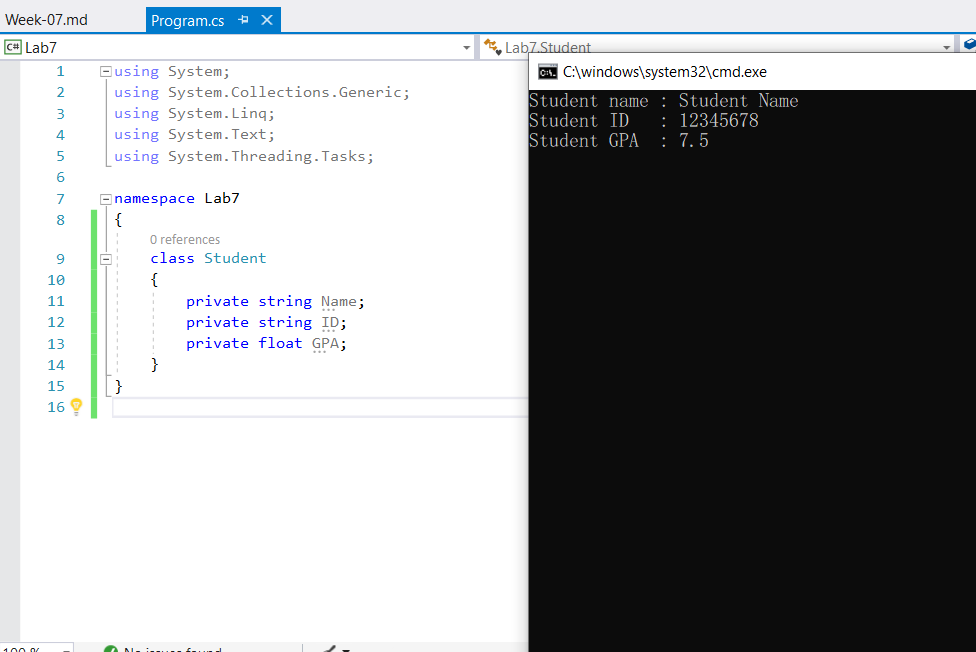 Week-07.md
Program.cs
C# Lab7
Lab7.Student
1 using System;
2 using System.Collections.Generic;
3 using System.Linq;
4 using System.Text;
5 using System.Threading.Tasks;
6
7 namespace Lab7
8 {
0 references
9 class Student
10 {
11 private string Name;
12 private string ID;
13 private float GPA;
14 }
15 }
16
C:\windows\system32\cmd.exe
Student name : Student Name
Student ID : 12345678
Student GPA : 7.5
100 %
No issues found